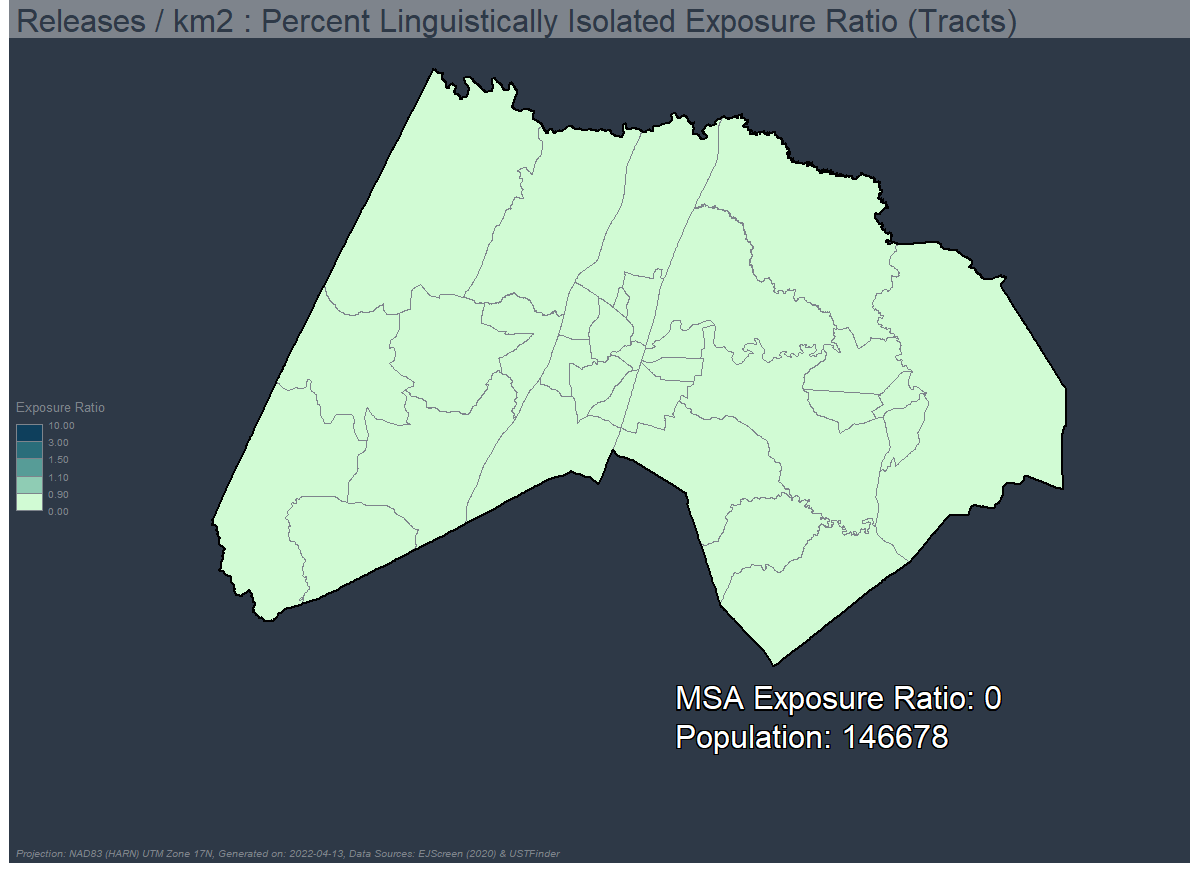 Releases / km2 : Percent Linguistically Isolated Exposure Ratio (Tracts)
Exposure Ratio
10.00
3.00
1.50
1.10
0.90
0.00
MSA Exposure Ratio: 0
Population: 146678
Projection: NAD83 (HARN) UTM Zone 17N, Generated on: 2022-04-13, Data Sources: EJScreen (2020) & USTFinder